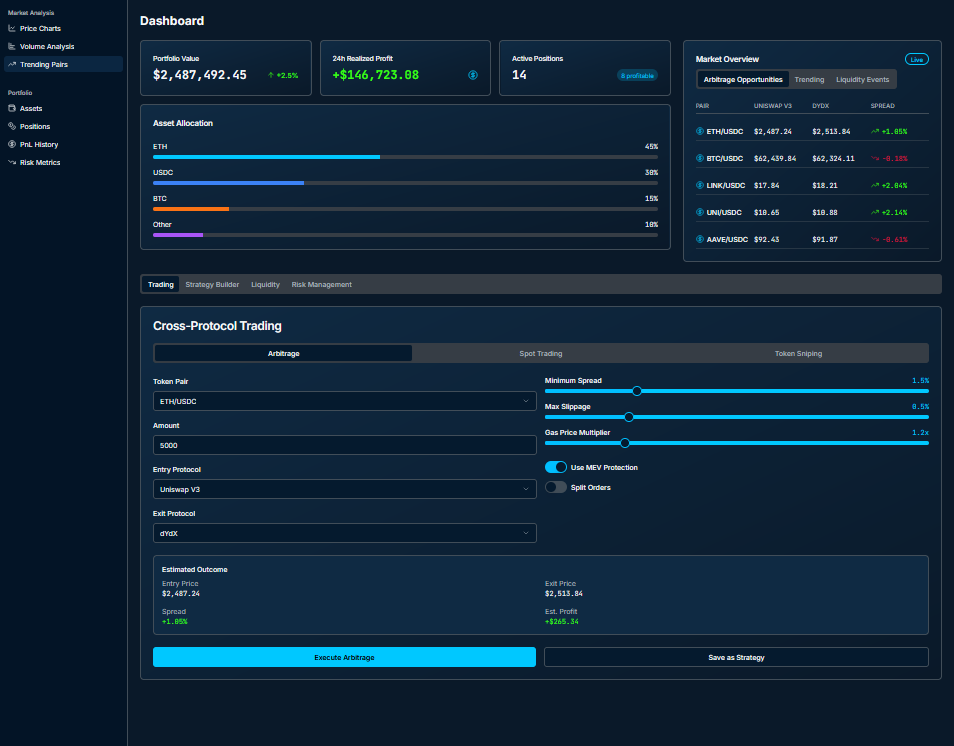 Market Analysis
Price Charts
Volume Analysis
Trending Pairs
Portfolio
Assets
Positions
PnL History
Risk Metrics
Dashboard
Portfolio Value
$2,487,492.45
+2.5%
24h Realized Profit
+$146,723.08
Active Positions
14
8 profitable
Asset Allocation
ETH 45%
USDC 30%
BTC 15%
Other 10%
Market Overview
Live
Arbitrage Opportunities Trending Liquidity Events
PAIR UNISWAP V3 DYDX SPREAD
ETH/USDC $2,487.24 $2,513.84 +1.05%
BTC/USDC $62,439.84 $62,324.11 -0.18%
LINK/USDC $17.84 $18.21 +2.04%
UNI/USDC $10.65 $10.88 +2.14%
AAVE/USDC $92.43 $91.87 -0.61%
Trading Strategy Builder Liquidity Risk Management
Cross-Protocol Trading
Arbitrage Spot Trading Token Sniping
Token Pair
ETH/USDC
Amount
5000
Entry Protocol
Uniswap V3
Exit Protocol
dYdX
Minimum Spread 1.5%
Max Slippage 0.5%
Gas Price Multiplier 1.2x
Use MEV Protection
Split Orders
Estimated Outcome
Entry Price
$2,487.24
Exit Price
$2,513.84
Spread
+1.05%
Est. Profit
+$265.34
Execute Arbitrage
Save as Strategy